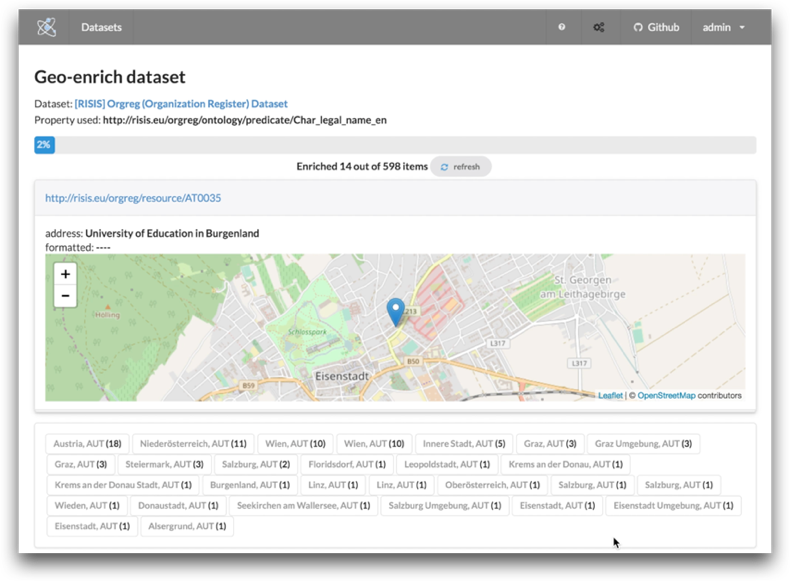 Datasets
Github
admin
Geo-enrich dataset
Dataset: [RISIS] Orgreg (Organization Register) Dataset
Property used: http://risis.eu/orgreg/ontology/predicate/Char_legal_name_en
2%
Enriched 14 out of 598 items refresh
http://risis.eu/orgreg/resource/AT0035
address: University of Education in Burgenland
formatted: ----
+
−
Hölling
Schlosspark
213
St. Georgen
am Leithagebirge
L317
L317
B50
Eisenstadt
B59
Leaflet | © OpenStreetMap contributors
Austria, AUT (18) Niederösterreich, AUT (11) Wien, AUT (10) Wien, AUT (10) Innere Stadt, AUT (5) Graz, AUT (3) Graz Umgebung, AUT (3)
Graz, AUT (3) Steiermark, AUT (3) Salzburg, AUT (2) Floridsdorf, AUT (1) Leopoldstadt, AUT (1) Krems an der Donau, AUT (1)
Krems an der Donau Stadt, AUT (1) Burgenland, AUT (1) Linz, AUT (1) Linz, AUT (1) Oberösterreich, AUT (1) Salzburg, AUT (1) Salzburg, AUT (1)
Wieden, AUT (1) Donaustadt, AUT (1) Seekirchen am Wallersee, AUT (1) Salzburg Umgebung, AUT (1) Eisenstadt, AUT (1) Eisenstadt Umgebung, AUT (1)
Eisenstadt, AUT (1) Alsergrund, AUT (1)